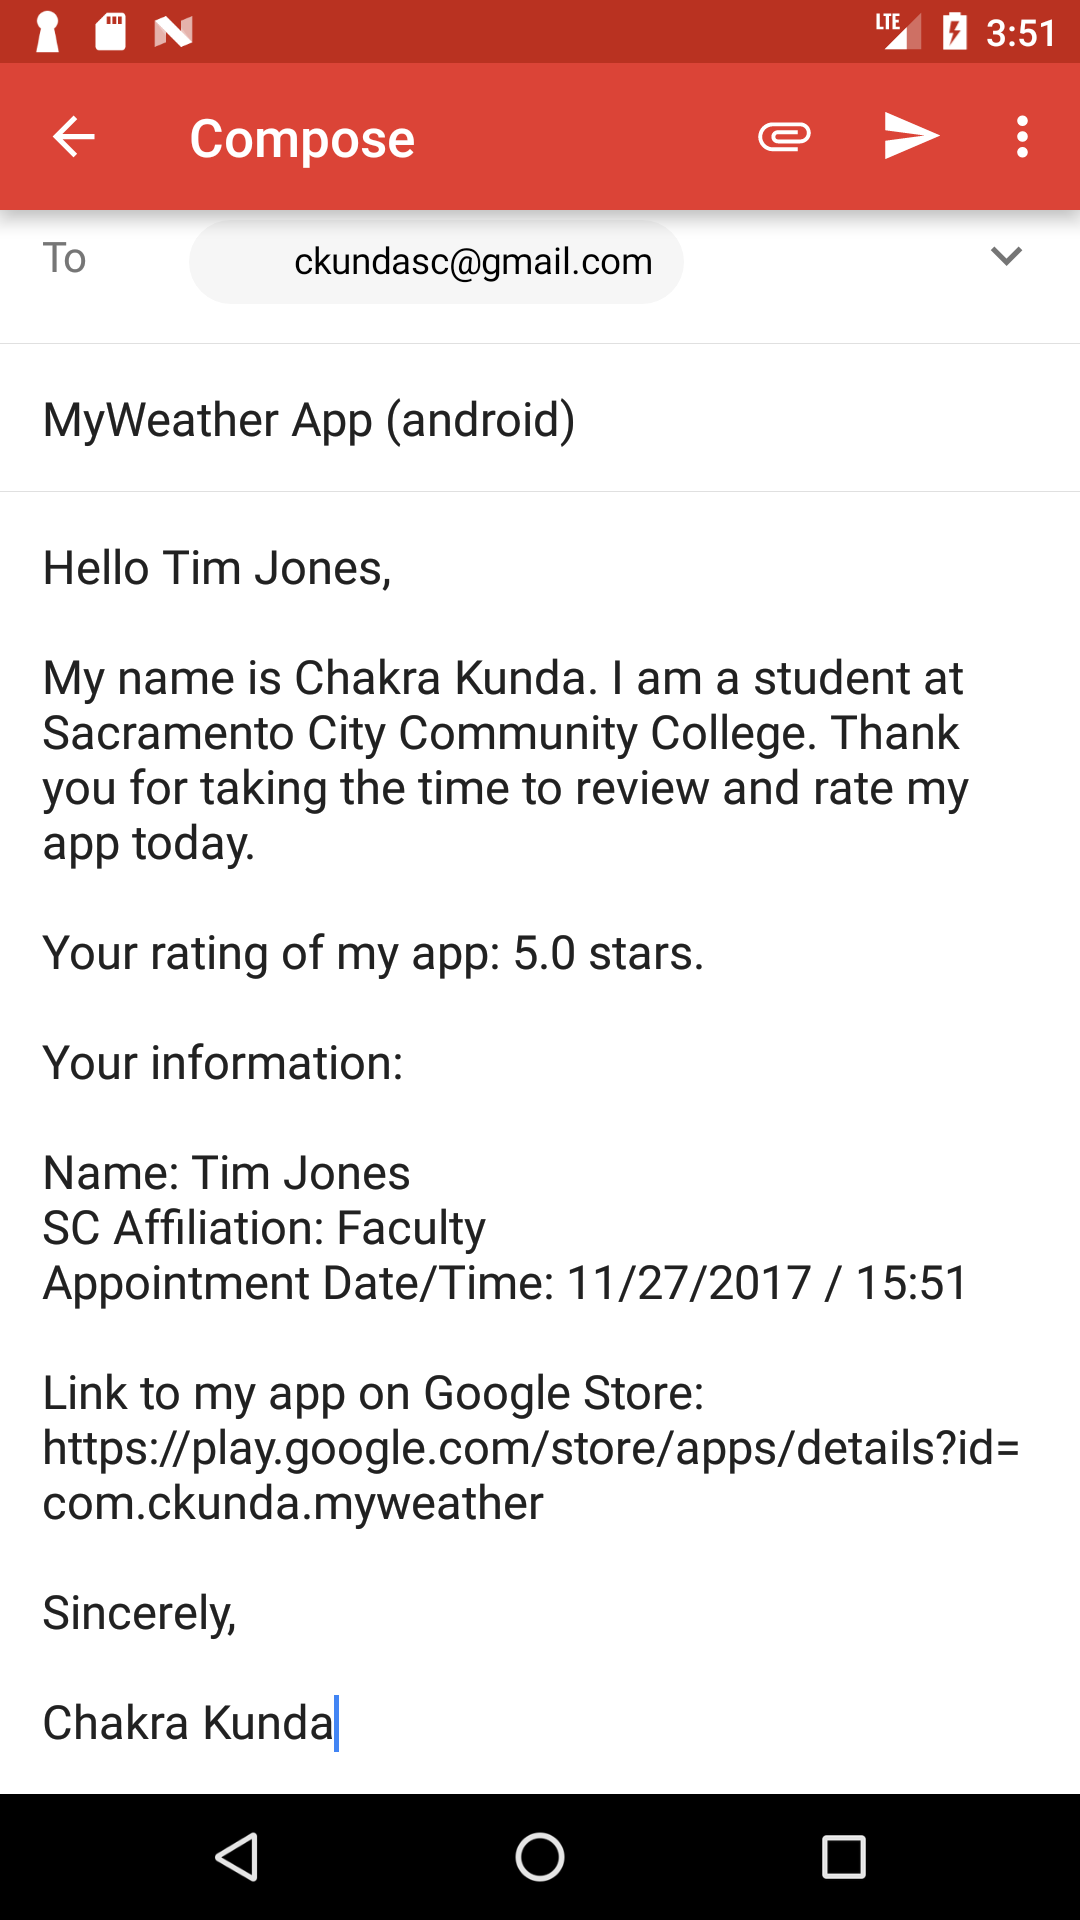 LTE 3:51
Compose
To ckundasc@gmail.com
MyWeather App (android)
Hello Tim Jones,
My name is Chakra Kunda. I am a student at
Sacramento City Community College. Thank
you for taking the time to review and rate my
app today.
Your rating of my app: 5.0 stars.
Your information:
Name: Tim Jones
SC Affiliation: Faculty
Appointment Date/Time: 11/27/2017 / 15:51
Link to my app on Google Store:
https://play.google.com/store/apps/details?id=
com.ckunda.myweather
Sincerely,
Chakra Kunda